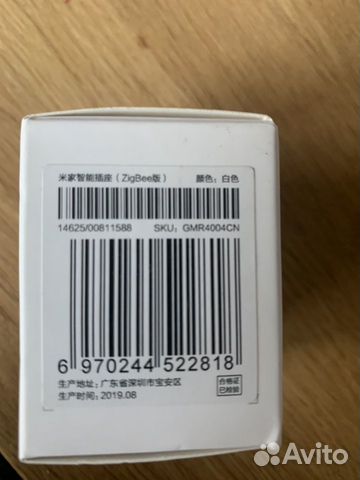 米家智能插座（ZigBee版） 颜色：白色
14625/00811588 SKU：GMR4004CN
6 970244 522818
生产地址：广东省深圳市宝安区
生产时间：2019.08
合格证
已检验
Avito